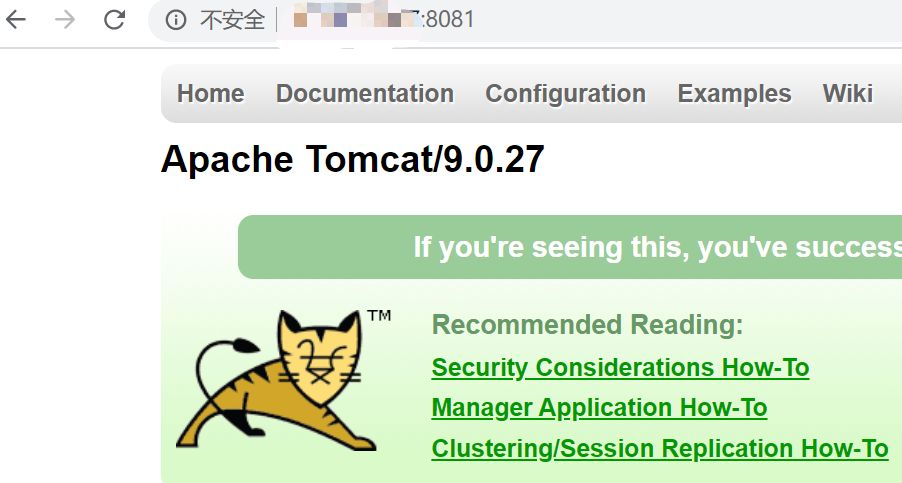 不安全 :8081
Home Documentation Configuration Examples Wiki
Apache Tomcat/9.0.27
If you're seeing this, you've success
TM
Recommended Reading:
Security Considerations How-To
Manager Application How-To
Clustering/Session Replication How-To